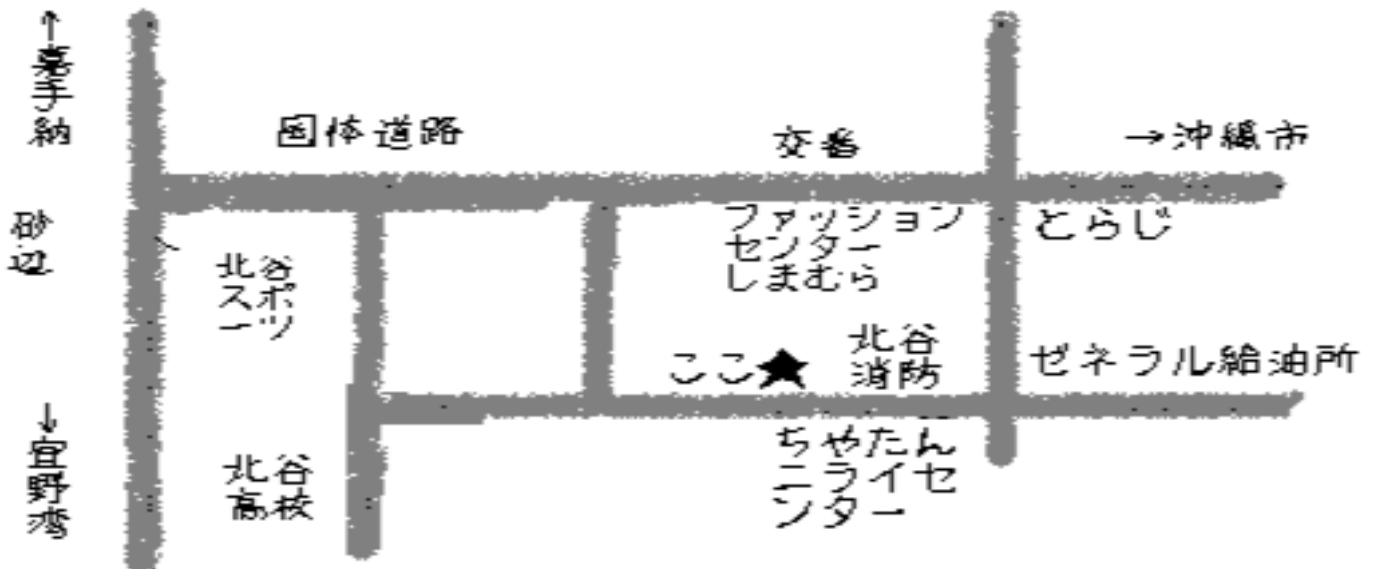 ↑嘉手納
国体道路
交番
→沖縄市
砂辺
北谷
スポ
ーツ
ファッション
センター
しまむら
とらじ
ここ★
北谷
消防
ゼネラル給油所
↓宜野湾
北谷
高校
ちゃたん
ニライセ
ンター